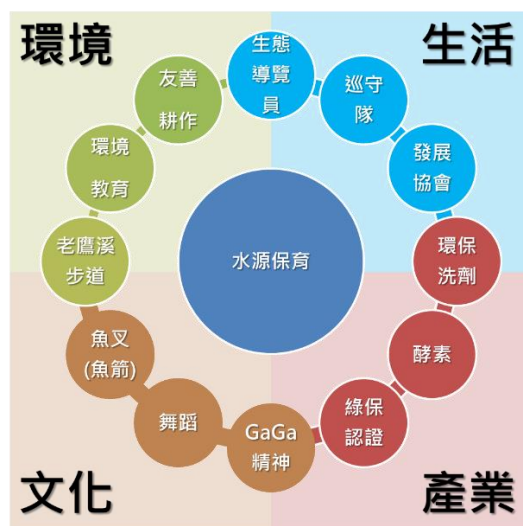 環境
生活
生態
導覽
員
友善
耕作
巡守
隊
環境
教育
發展
協會
老鷹溪
步道
水源保育
環保
洗劑
魚叉
(魚箭)
酵素
舞蹈
GaGa
精神
綠保
認證
文化
產業